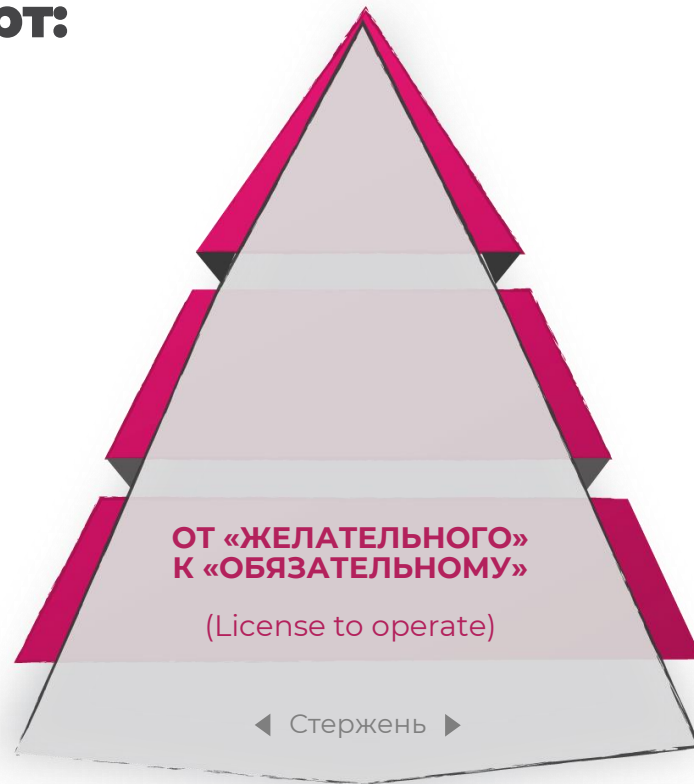 от:
ОТ «ЖЕЛАТЕЛЬНОГО»
К «ОБЯЗАТЕЛЬНОМУ»
(License to operate)
◀ Стержень ▶